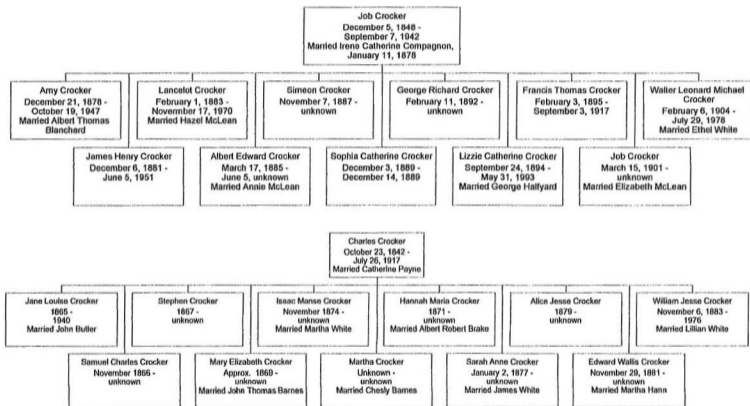 Job Crocker
December 5, 1848 -
September 7, 1942
Married Irene Catherine Compagnon,
January 11, 1878
Amy Crocker
December 21, 1878 -
October 19, 1947
Married Albert Thomas
Blanchard
Lancelot Crocker
February 1, 1883 -
November 17, 1970
Married Hazel McLean
Simeon Crocker
November 7, 1887 -
unknown
George Richard Crocker
February 11, 1892 -
unknown
Francis Thomas Crocker
February 3, 1895 -
September 3, 1917
Walter Leonard Michael
Crocker
February 6, 1904 -
July 29, 1978
Married Ethel White
James Henry Crocker
December 6, 1881 -
June 5, 1951
Albert Edward Crocker
March 17, 1885 -
June 5, unknown
Married Annie McLean
Sophia Catherine Crocker
December 3, 1889 -
December 14, 1889
Lizzie Catherine Crocker
September 24, 1894 -
May 31, 1993
Married George Halfyard
Job Crocker
March 15, 1901 -
unknown
Married Elizabeth McLean
Charles Crocker
October 23, 1842 -
July 26, 1917
Married Catherine Payne
Jane Louise Crocker
1865 -
1940
Married John Butler
Stephen Crocker
1867 -
unknown
Isaac Manse Crocker
November 1874 -
unknown
Married Martha White
Hannah Maria Crocker
1871 -
unknown
Married Albert Robert Brake
Alice Jesse Crocker
1879 -
unknown
William Jesse Crocker
November 6, 1883 -
1976
Married Lillian White
Samuel Charles Crocker
November 1866 -
unknown
Mary Elizabeth Crocker
Approx. 1869 -
unknown
Married John Thomas Barnes
Martha Crocker
Unknown -
unknown
Married Chesly Barnes
Sarah Anne Crocker
January 2, 1877 -
unknown
Married James White
Edward Wallis Crocker
November 29, 1881 -
unknown
Married Martha Hann